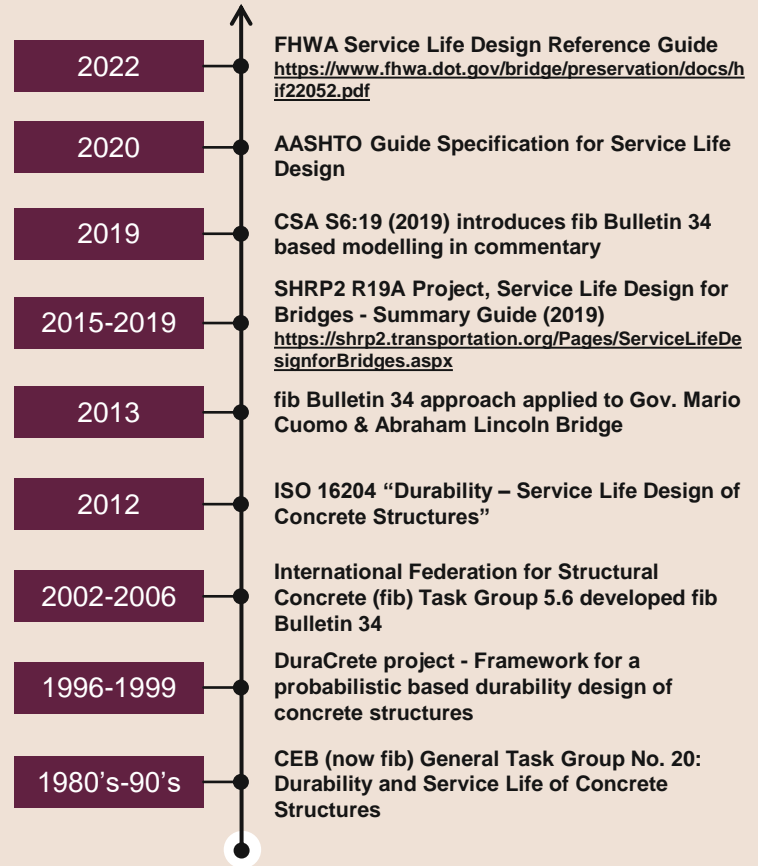 2022
FHWA Service Life Design Reference Guide
https://www.fhwa.dot.gov/bridge/preservation/docs/h
if22052.pdf
2020
AASHTO Guide Specification for Service Life
Design
2019
CSA S6:19 (2019) introduces fib Bulletin 34
based modelling in commentary
2015-2019
SHRP2 R19A Project, Service Life Design for
Bridges - Summary Guide (2019)
https://shrp2.transportation.org/Pages/ServiceLifeDe
signforBridges.aspx
2013
fib Bulletin 34 approach applied to Gov. Mario
Cuomo & Abraham Lincoln Bridge
2012
ISO 16204 “Durability – Service Life Design of
Concrete Structures”
2002-2006
International Federation for Structural
Concrete (fib) Task Group 5.6 developed fib
Bulletin 34
1996-1999
DuraCrete project - Framework for a
probabilistic based durability design of
concrete structures
1980’s-90’s
CEB (now fib) General Task Group No. 20:
Durability and Service Life of Concrete
Structures